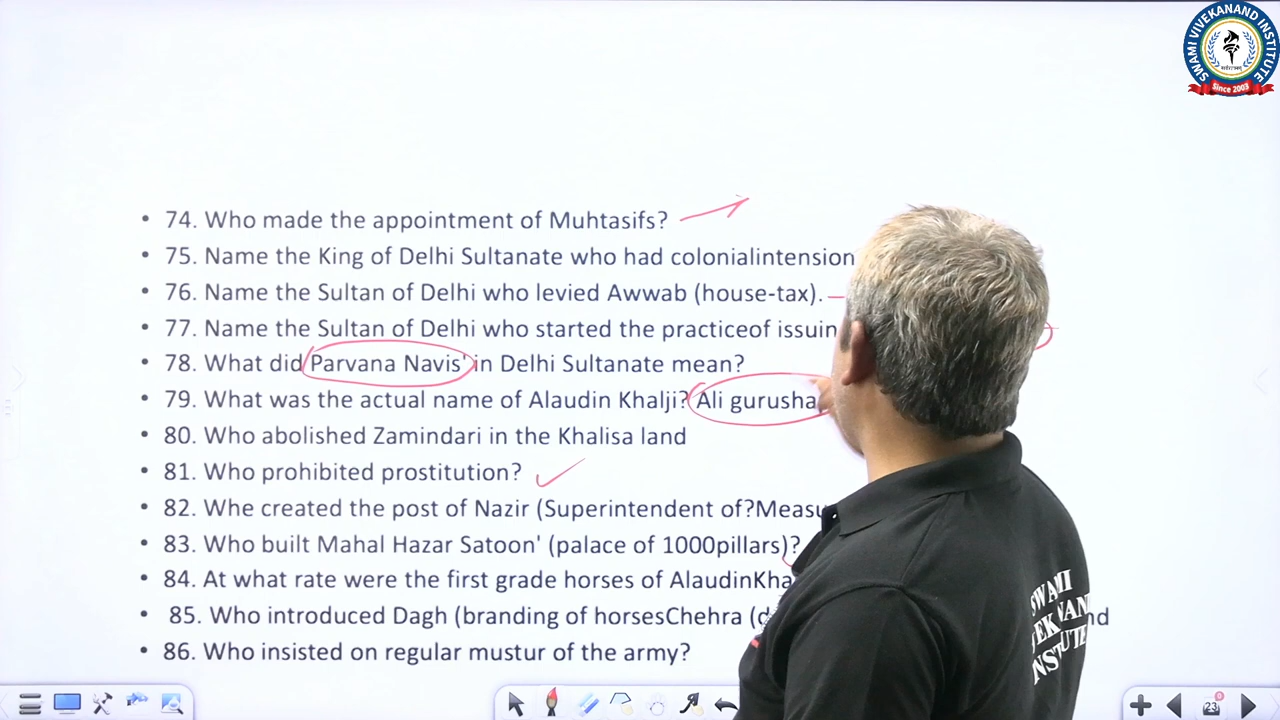 SWAMI VIVEKANAND INSTITUTE
Since 2003
• 74. Who made the appointment of Muhtasifs?
• 75. Name the King of Delhi Sultanate who had colonialintension
• 76. Name the Sultan of Delhi who levied Awwab (house-tax).
• 77. Name the Sultan of Delhi who started the practiceof issuin
• 78. What did Parvana Navis' in Delhi Sultanate mean?
• 79. What was the actual name of Alaudin Khalji? Ali gurusha
• 80. Who abolished Zamindari in the Khalisa land
• 81. Who prohibited prostitution?
• 82. Whe created the post of Nazir (Superintendent of?Measu
• 83. Who built Mahal Hazar Satoon' (palace of 1000pillars)?
• 84. At what rate were the first grade horses of AlaudinKha
• 85. Who introduced Dagh (branding of horsesChehra (d nd
• 86. Who insisted on regular mustur of the army?
SWAMI
INSTITUTE
23